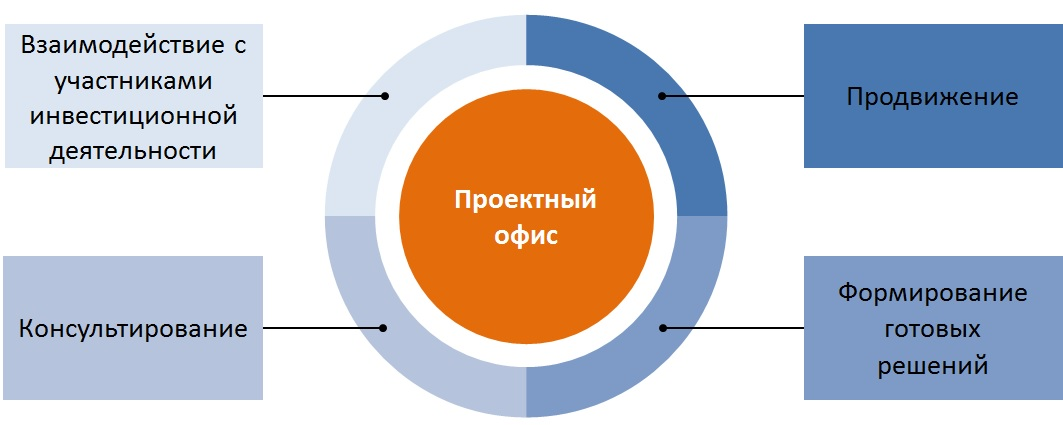 Взаимодействие с
участниками
инвестиционной
деятельности
Продвижение
Проектный
офис
Консультирование
Формирование
готовых
решений